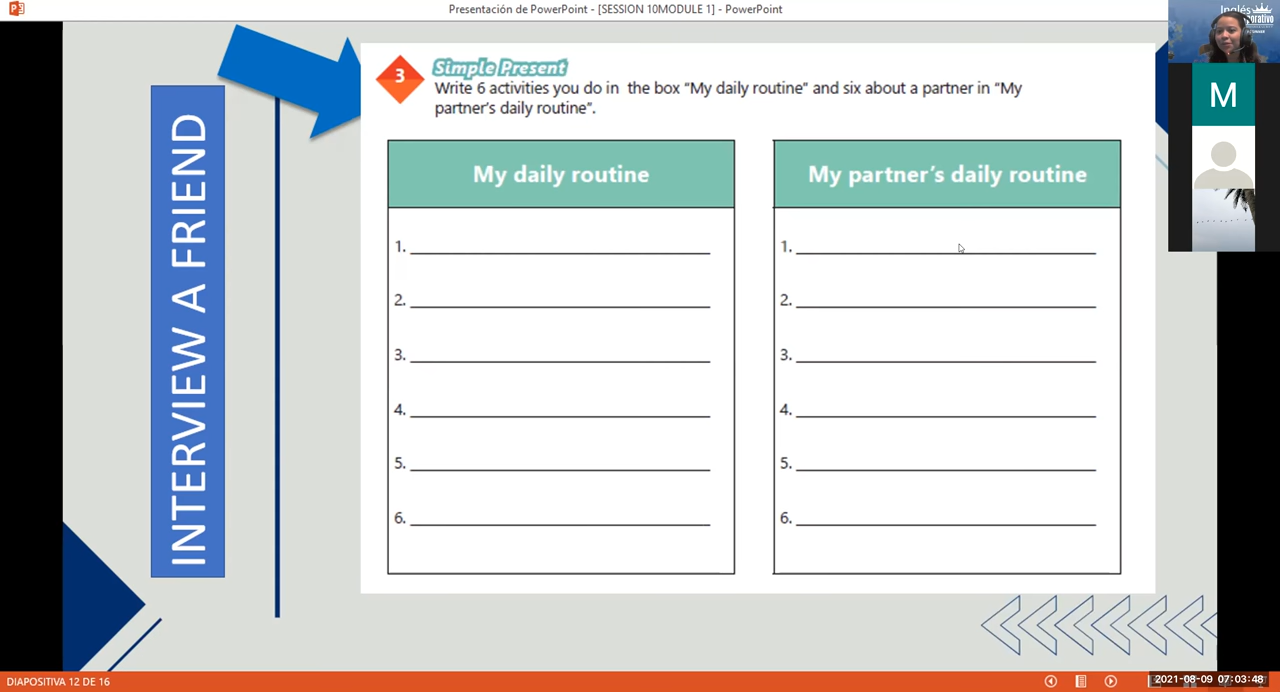 Presentación de PowerPoint - [SESSION 10MODULE 1] - PowerPoint
Inglés
INTERVIEW A FRIEND
3
Simple Present
Write 6 activities you do in the box “My daily routine” and six about a partner in “My
partner’s daily routine”.
My daily routine
1.
2.
3.
4.
5.
6.
My partner’s daily routine
1.
2.
3.
4.
5.
6.
M
DIAPOSITIVA 12 DE 16
2021-08-09 07:03:48